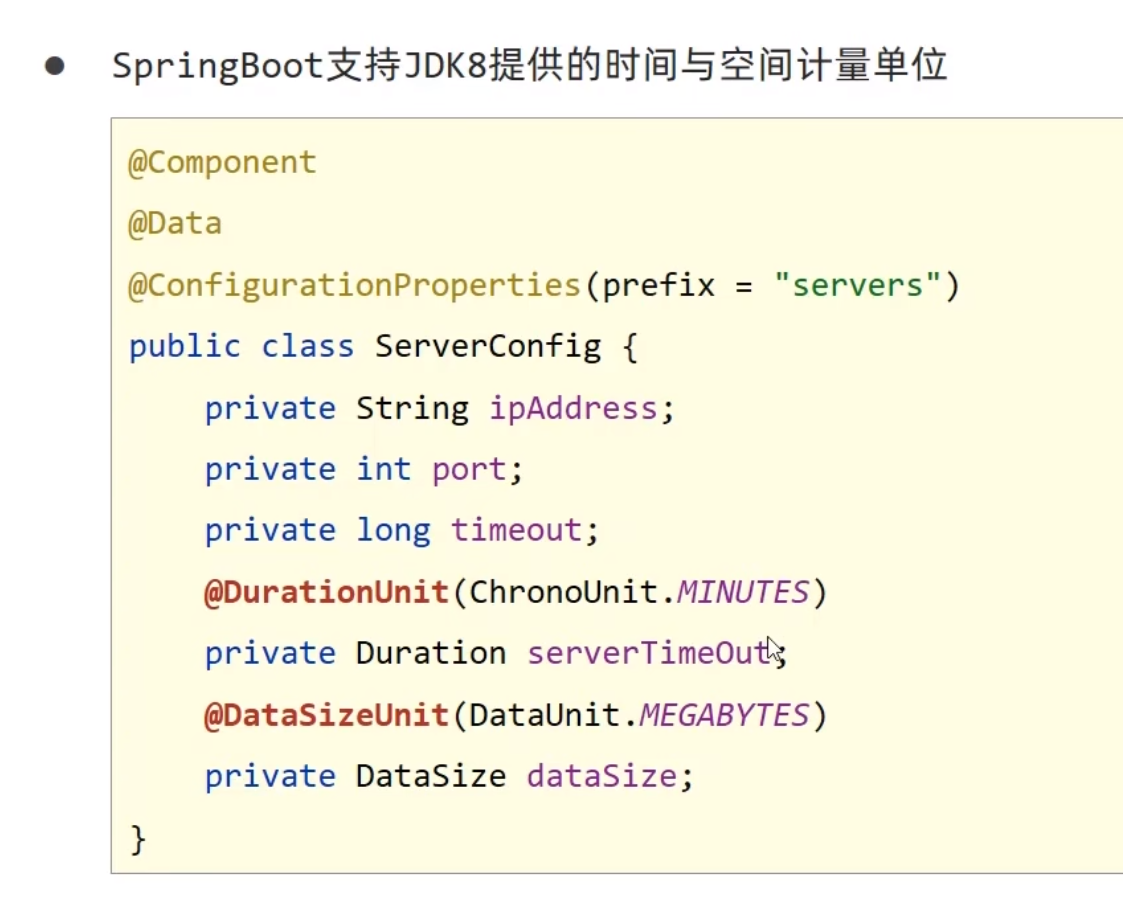 ● SpringBoot支持JDK8提供的时间与空间计量单位
@Component
@Data
@ConfigurationProperties(prefix = "servers")
public class ServerConfig {
    private String ipAddress;
    private int port;
    private long timeout;
    @DurationUnit(ChronoUnit.MINUTES)
    private Duration serverTimeOut;
    @DataSizeUnit(DataUnit.MEGABYTES)
    private DataSize dataSize;
}